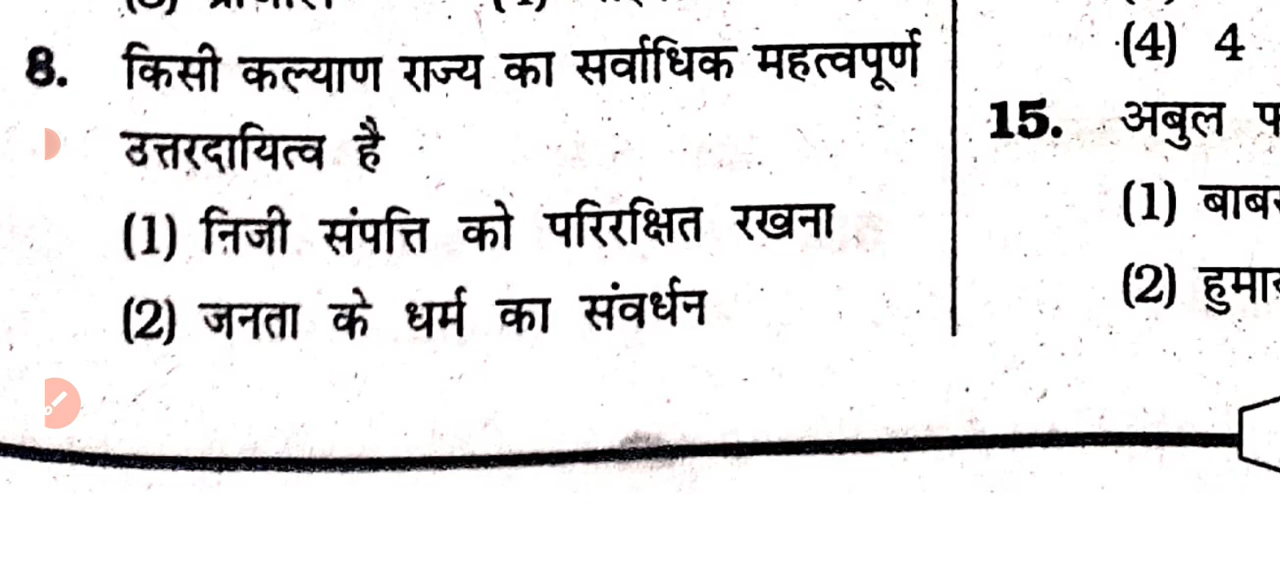 8. किसी कल्याण राज्य का सर्वाधिक महत्वपूर्ण
उत्तरदायित्व है
(1) निजी संपत्ति को परिरक्षित रखना
(2) जनता के धर्म का संवर्धन
(4) 4
15. अबुल
(1)
(2)